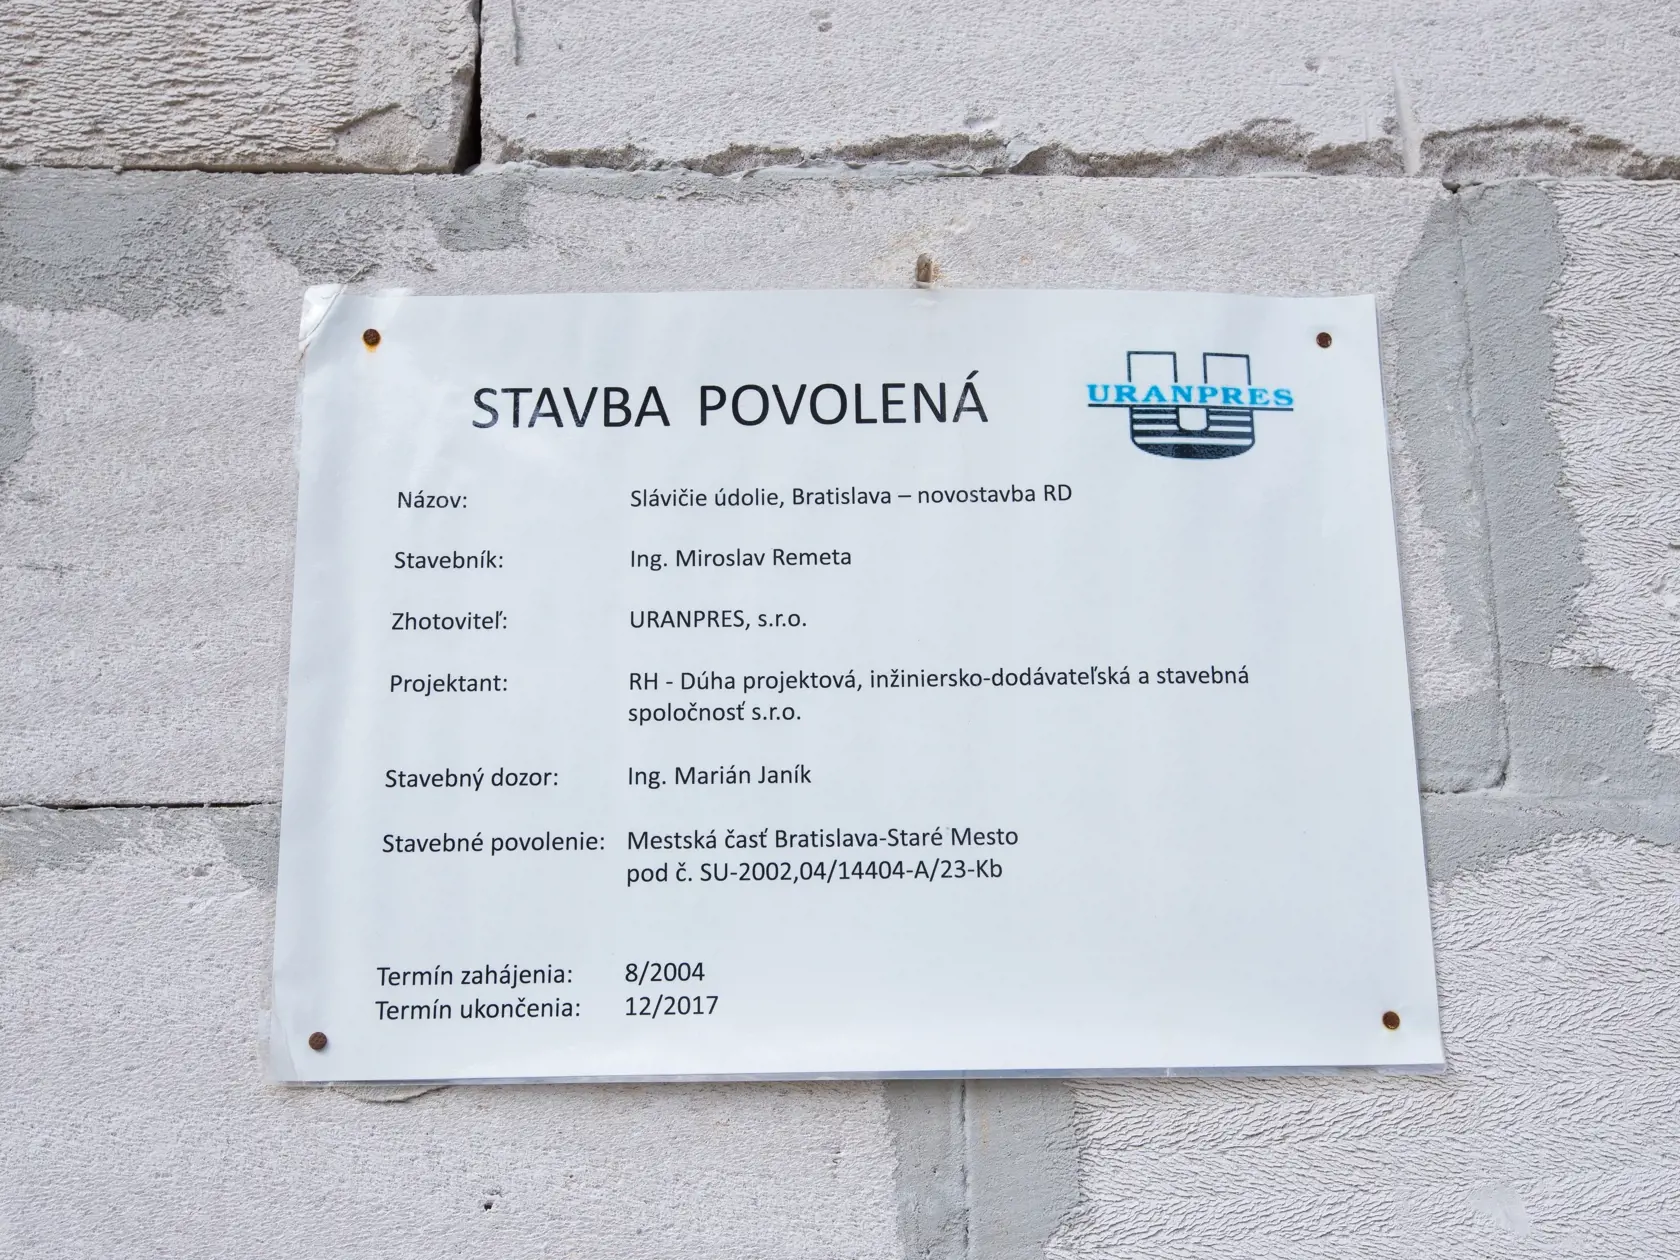 STAVBA POVOLENÁ
URANPRES
Názov: Slávičie údolie, Bratislava – novostavba RD
Stavebník: Ing. Miroslav Remeta
Zhotoviteľ: URANPRES, s.r.o.
Projektant: RH - Dúha projektová, inžiniersko-dodávateľská a stavebná
spoločnosť s.r.o.
Stavebný dozor: Ing. Marián Janík
Stavebné povolenie: Mestská časť Bratislava-Staré Mesto
pod č. SU-2002,04/14404-A/23-Kb
Termín zahájenia: 8/2004
Termín ukončenia: 12/2017